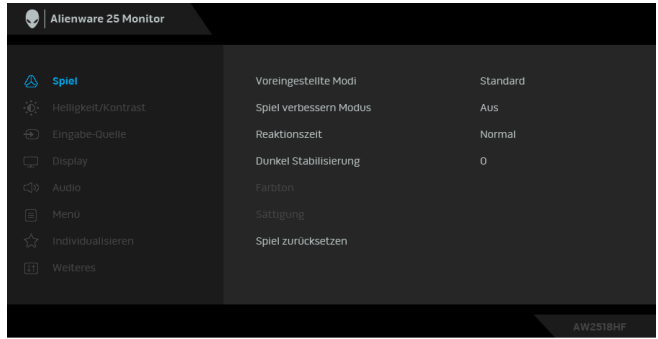 Alienware 25 Monitor
Spiel Voreingestellte Modi Standard
Helligkeit/Kontrast Spiel verbessern Modus Aus
Eingabe-Quelle Reaktionszeit Normal
Display Dunkel Stabilisierung 0
Audio Farbton
Menü Sättigung
Individualisieren Spiel zurücksetzen
Weiteres
AW2518HF